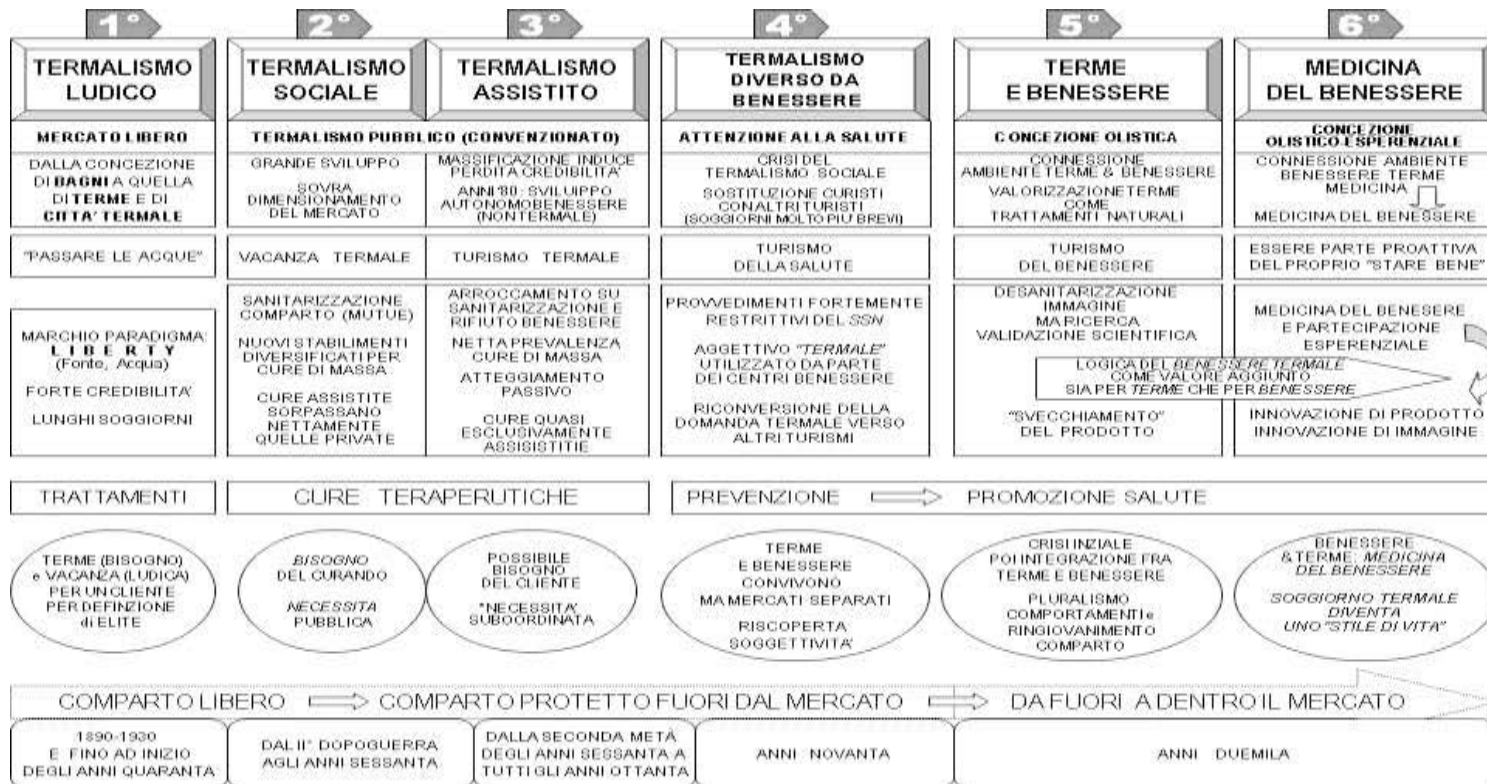 1°
2°
3°
4°
5°
6°
TERMALISMO
LUDICO
TERMALISMO
SOCIALE
TERMALISMO
ASSISTITO
TERMALISMO
DIVERSO DA
BENESSERE
TERME
E BENESSERE
MEDICINA
DEL BENESSERE
MERCATO LIBERO
TERMALISMO PUBBLICO (CONVENZIONATO)
ATTENZIONE ALLA SALUTE
CONCEZIONE OLISTICA
CONCEZIONE
OLISTICO-ESPERENZIALE
DALLA CONCEZIONE
DI BAGNI A QUELLA
DI TERME E DI
CITTA' TERMALE
GRANDE SVILUPPO
SOVRA
DIMENSIONAMENTO
DEL MERCATO
MASSIFICAZIONE INDUCE
PERDITA CREDIBILITA'
ANNI '80: SVILUIPPO
AUTONOMO BENESSERE
(NON TERMALE)
CRISI DEL
TERMALISMO SOCIALE
SOSTITUZIONE CURISTI
CON ALTRI TURISTI
(SOGGIORNI MOLTO PIU' BREVI)
CONNESSIONE
AMBIENTE TERME & BENESSERE
VALORIZZAZIONE TERME
COME
TRATTAMENTI NATURALI
CONNESSIONE AMBIENTE
BENESSERE TERME
MEDICINA
MEDICINA DEL BENESSERE
"PASSARE LE ACQUE"
VACANZA TERMALE
TURISMO TERMALE
TURISMO
DELLA SALUTE
TURISMO
DEL BENESSERE
ESSERE PARTE PROATTIVA
DEL PROPRIO "STARE BENE"
MARCHIO PARADIGMA:
LIBERTY
(Fonte, Acqua)
FORTE CREDIBILITA'
LUNGHI SOGGIORNI
SANITARIZZAZIONE
COMPARTO (MUTUE)
NUOVI STABILIMENTI
DIVERSIFICATI PER
CURE DI MASSA
CURE ASSISTITE
SORPASSANO
NETTAMENTE
QUELLE PRIVATE
ARROCCAMENTO SU
SANITARIZZAZIONE E
RIFIUTO BENESSERE
NETTA PREVALENZA
CURE DI MASSA
ATTEGGIAMENTO
PASSIVO
CURE QUASI
ESCLUSIVAMENTE
ASSISISTITIE
PROVVEDIMENTI FORTEMENTE
RESTRITTIVI DEL SSN
AGGETTIVO "TERMALE"
UTILIZZATO DA PARTE
DEI CENTRI BENESSERE
RICONVERSIONE DELLA
DOMANDA TERMALE VERSO
ALTRI TURISMI
DESANITARIZZAZIONE
IMMAGINE
MA RICERCA
VALIDAZIONE SCIENTIFICA
MEDICINA DEL BENESERE
E PARTECIPAZIONE
ESPERENZIALE
LOGICA DEL BENESSERE TERMALE
COME VALORE AGGIUNTO
SIA PER TERME CHE PER BENESSERE
"SVECCHIAMENTO"
DEL PRODOTTO
INNOVAZIONE DI PRODOTTO
INNOVAZIONE DI IMMAGINE
TRATTAMENTI
CURE TERAPERUTICHE
PREVENZIONE
PROMOZIONE SALUTE
TERME (BISOGNO)
e VACANZA (LUDICA)
PER UN CLIENTE
PER DEFINZIONE
di ELITE
BISOGNO
DEL CURANDO
NECESSITA'
PUBBLICA
POSSIBILE
BISOGNO
DEL CLIENTE
"NECESSITA'
SUBOORDINATA
TERME
E BENESSERE
CONVIVONO
MA MERCATI SEPARATI
RISCOPERTA
SOGGETTIVITA'
CRISI INZIALE
POI INTEGRAZIONE FRA
TERME E BENESSERE
PLURALISMO
COMPORTAMENTI e
RINGIOVANIMENTO
COMPARTO
BENESSERE
& TERME: MEDICINA
DEL BENESSERE
SOGGIORNO TERMALE
DIVENTA
UNO "STILE DI VITA"
COMPARTO LIBERO
COMPARTO PROTETTO FUORI DAL MERCATO
DA FUORI A DENTRO IL MERCATO
1890-1930
E FINO AD INIZIO
DEGLI ANNI QUARANTA
DAL II° DOPOGUERRA
AGLI ANNI SESSANTA
DALLA SECONDA METÀ
DEGLI ANNI SESSANTA A
TUTTI GLI ANNI OTTANTA
ANNI NOVANTA
ANNI DUEMILA